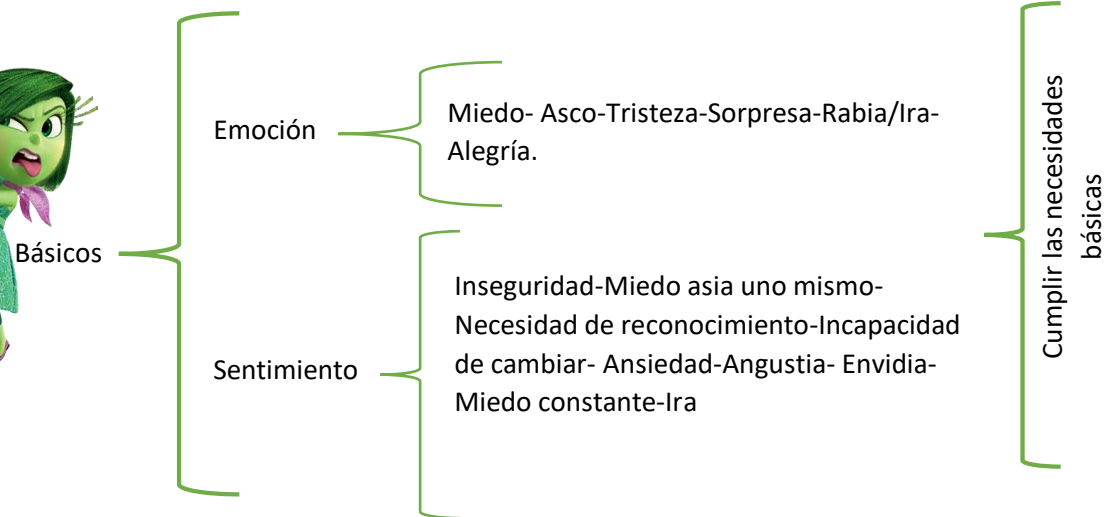 Emoción
Miedo- Asco-Tristeza-Sorpresa-Rabia/Ira-
Alegría.
Básicos
Sentimiento
Inseguridad-Miedo asia uno mismo-
Necesidad de reconocimiento-Incapacidad
de cambiar- Ansiedad-Angustia- Envidia-
Miedo constante-Ira
Cumplir las necesidades
básicas